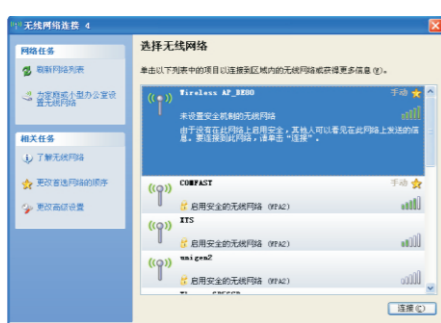 无线网络连接 4
网络任务
刷新网络列表
为家庭或小型办公室设
置无线网络
相关任务
了解无线网络
更改首选网络的顺序
更改高级设置
选择无线网络
单击以下列表中的项目以连接到区域内的无线网络或获得更多信息(W)。
手动
未设置安全机制的无线网络
由于没有在此网络上启用安全，其他人可以看见在此网络上发送的信
息。要连接到此网络，请单击“连接”。
COMFAST 手动
启用安全的无线网络 (WPA2)
ITS
启用安全的无线网络 (WPA2)
unigen2
启用安全的无线网络 (WPA2)
连接(C)